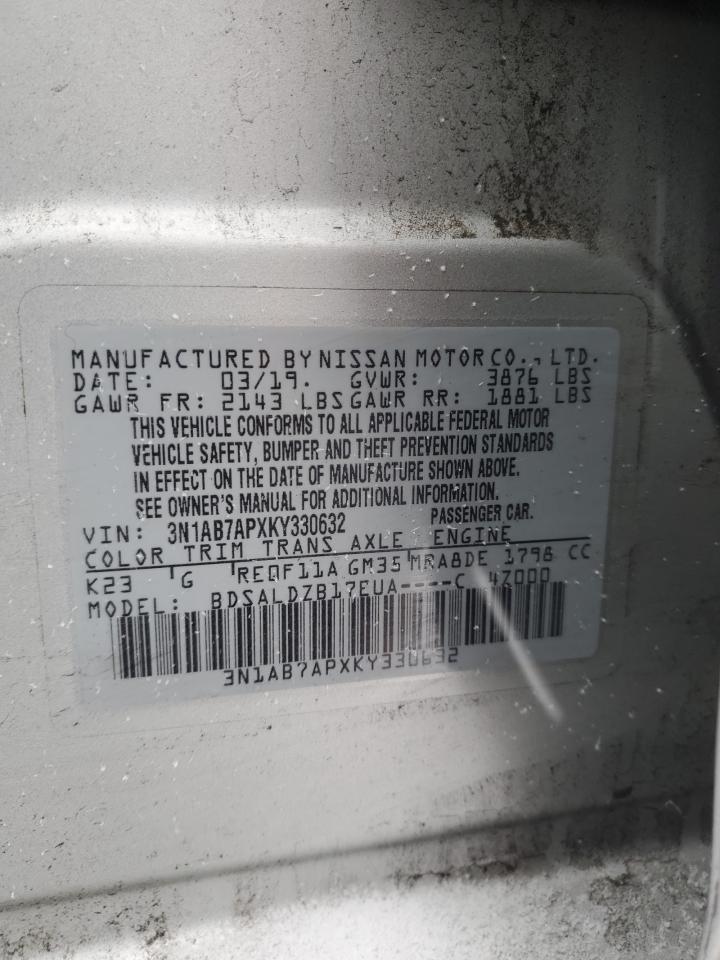 MANUFACTURED BY NISSAN MOTOR CO., LTD.
DATE: 03/19. GVWR: 3876 LBS
GAWR FR: 2143 LBS GAWR RR: 1881 LBS
THIS VEHICLE CONFORMS TO ALL APPLICABLE FEDERAL MOTOR
VEHICLE SAFETY, BUMPER AND THEFT PREVENTION STANDARDS
IN EFFECT ON THE DATE OF MANUFACTURE SHOWN ABOVE.
SEE OWNER'S MANUAL FOR ADDITIONAL INFORMATION.
VIN: 3N1AB7APXKY330632 PASSENGER CAR.
COLOR TRIM TRANS AXLE ENGINE
K23 G RE0F11A GM35 MRA8DE 1798 CC
MODEL: BDSALDZB17EUA----C 4Z000
3N1AB7APXKY330632